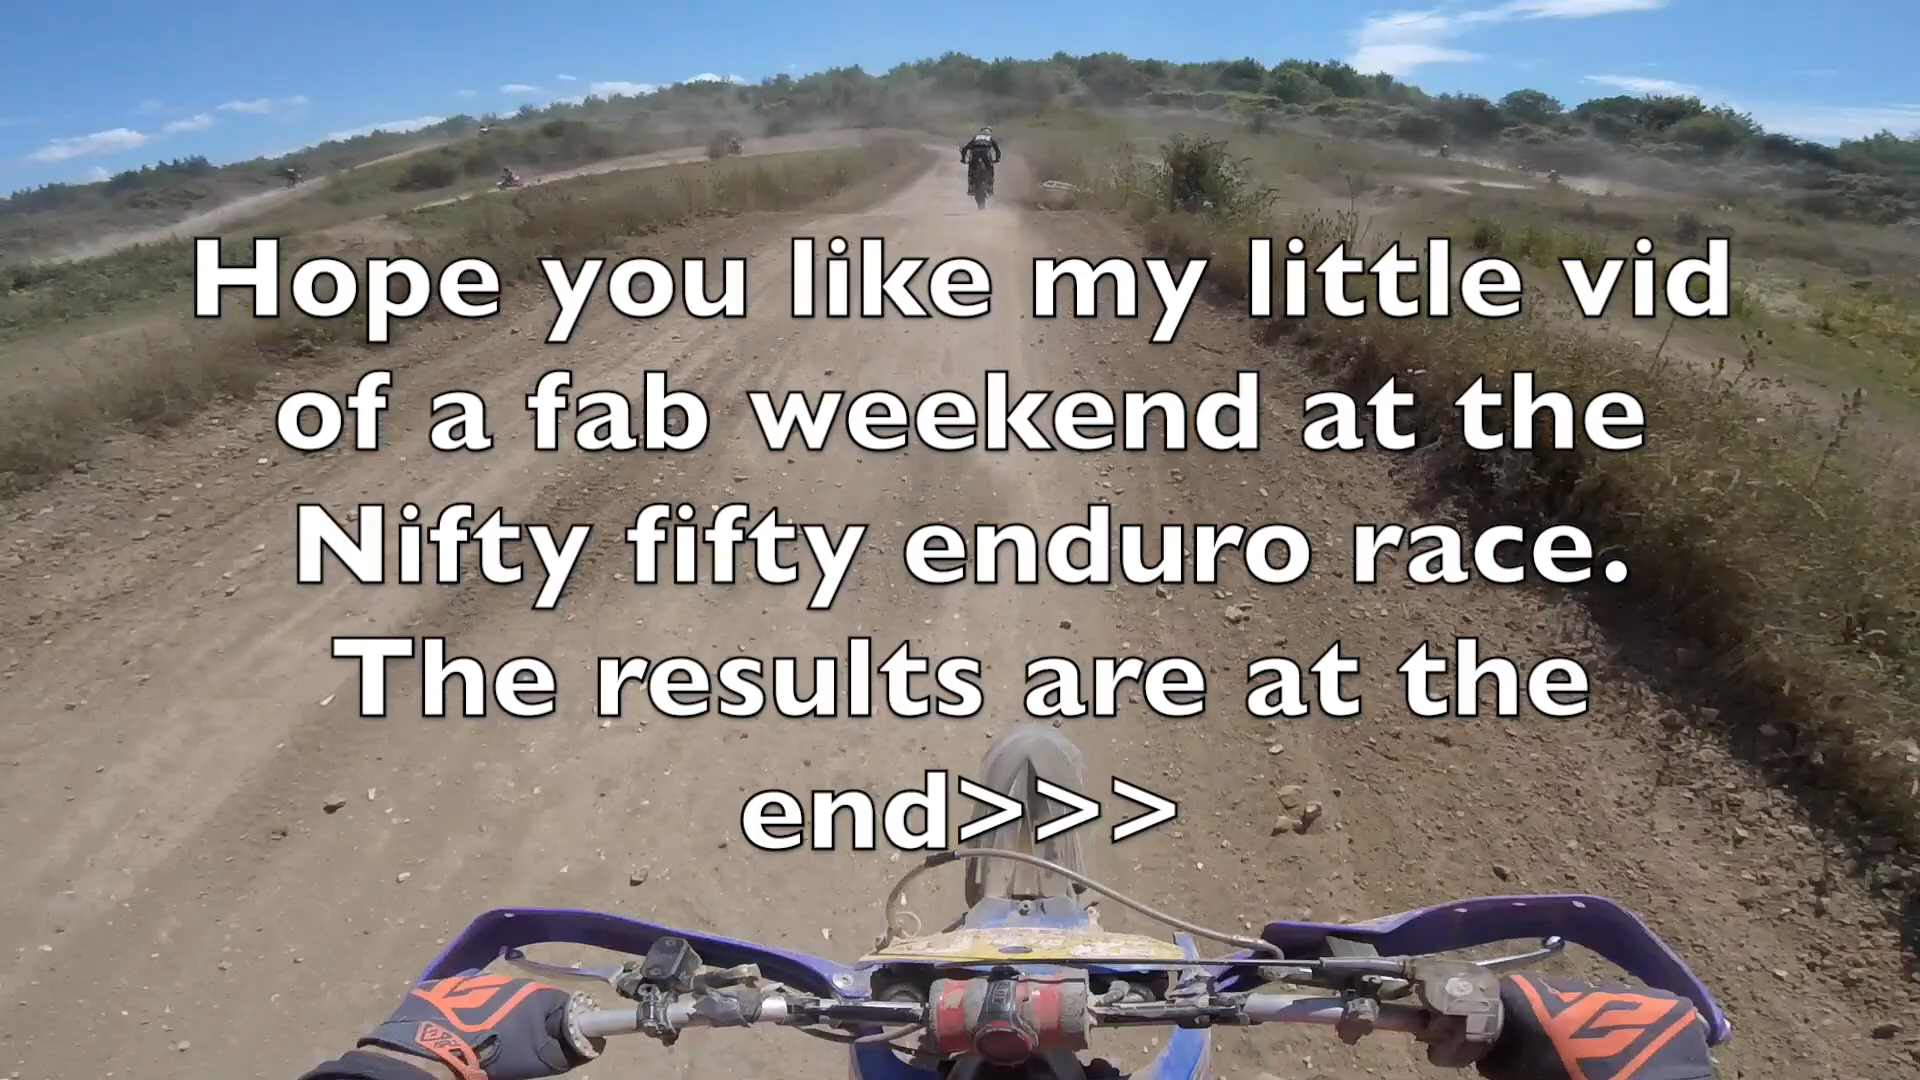 Hope you like my little vid
of a fab weekend at the
Nifty fifty enduro race.
The results are at the
end>>>